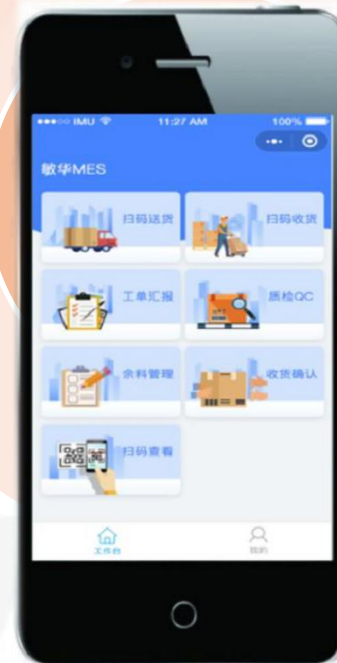 IMU 11:27 AM 100%
敏华MES
扫码送货 扫码收货
工单汇报 质检QC
余料管理 收货确认
扫码查看
工作台 我的